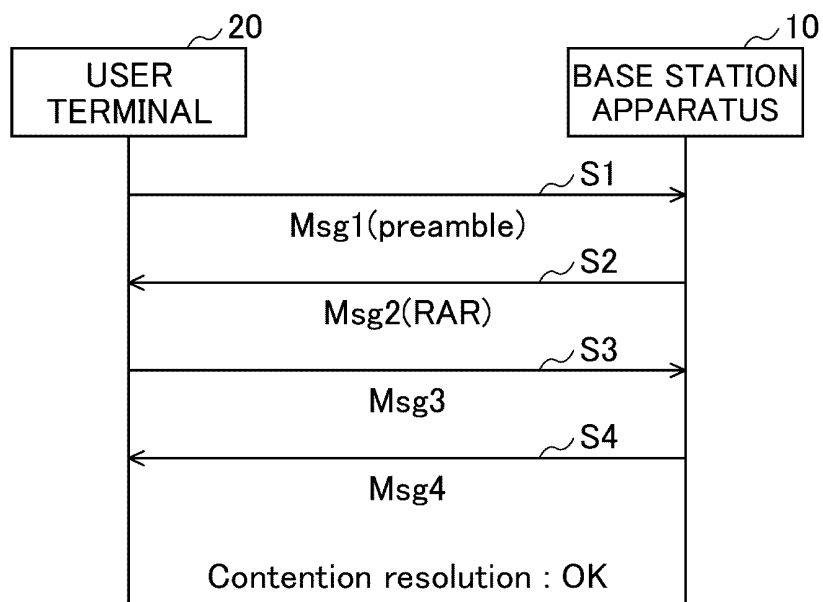 20
10
USER
TERMINAL
BASE STATION
APPARATUS
S1
Msg1(preamble)
S2
Msg2(RAR)
S3
Msg3
S4
Msg4
Contention resolution : OK